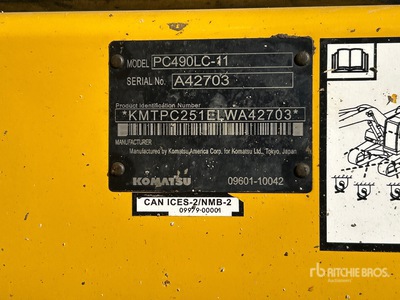 MODEL PC490LC-11
SERIAL No. A42703
Product Identification Number
*KMTPC251ELWA42703*
MANUFACTURER
Manufactured by Komatsu America Corp. for Komatsu Ltd., Tokyo, Japan
KOMATSU
09601-10042
CAN ICES-2/NMB-2
09979-00001
rb RITCHIE BROS.